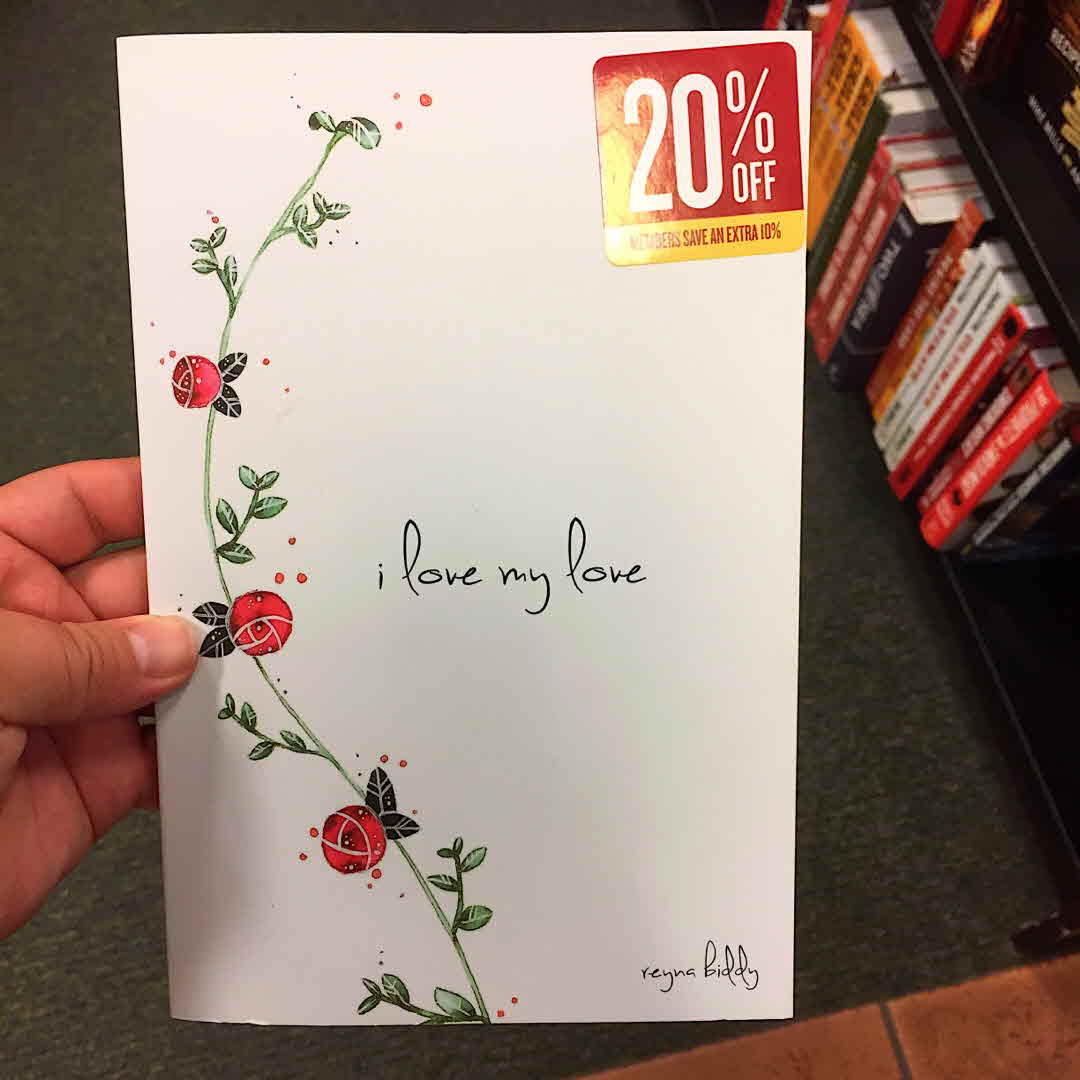 20%
OFF
MEMBERS SAVE AN EXTRA 10%
i love my love
reyna biddy